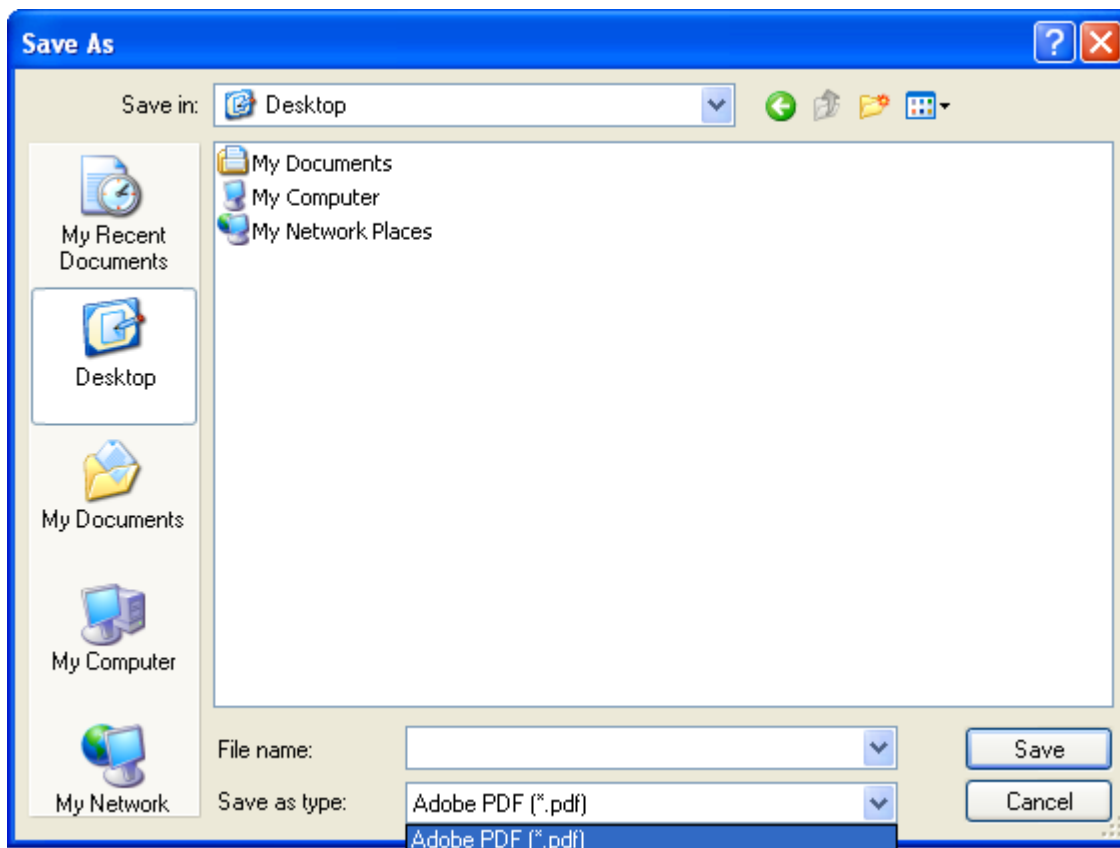 Save As
Save in:
Desktop
My Documents
My Computer
My Network Places
My Recent
Documents
Desktop
My Documents
My Computer
My Network
File name:
Save
Save as type:
Adobe PDF (*.pdf)
Cancel
Adobe PDF (*.pdf)